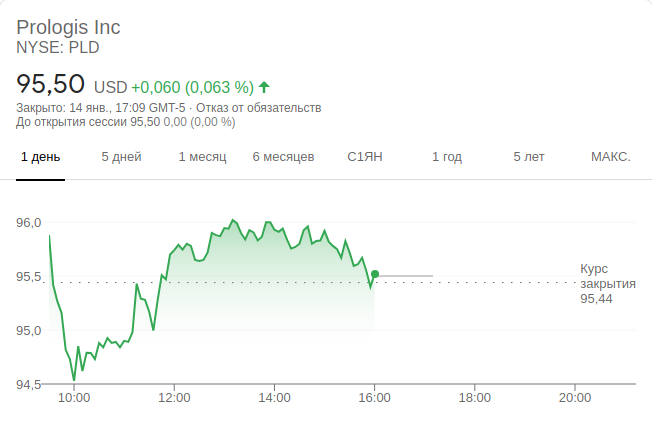 Prologis Inc
NYSE: PLD
95,50 USD +0,060 (0,063 %)
Закрыто: 14 янв., 17:09 GMT-5 · Отказ от обязательств
До открытия сессии 95,50 0,00 (0,00 %)
1 день 5 дней 1 месяц 6 месяцев С1ЯН 1 год 5 лет МАКС.
96,0
95,5
Курс
закрытия
95,44
95,0
94,5
10:00 12:00 14:00 16:00 18:00 20:00